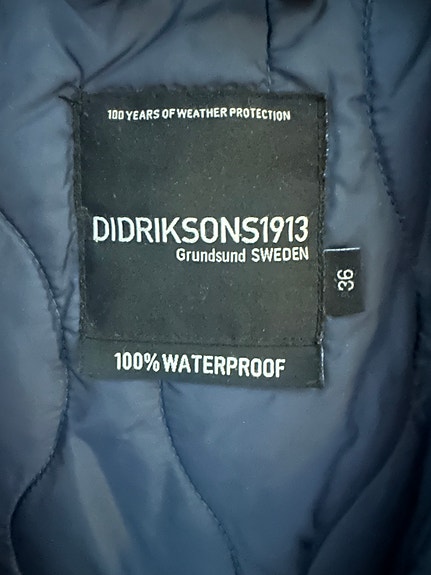 100 YEARS OF WEATHER PROTECTION
DIDRIKSONS1913
Grundsund SWEDEN
36
100% WATERPROOF